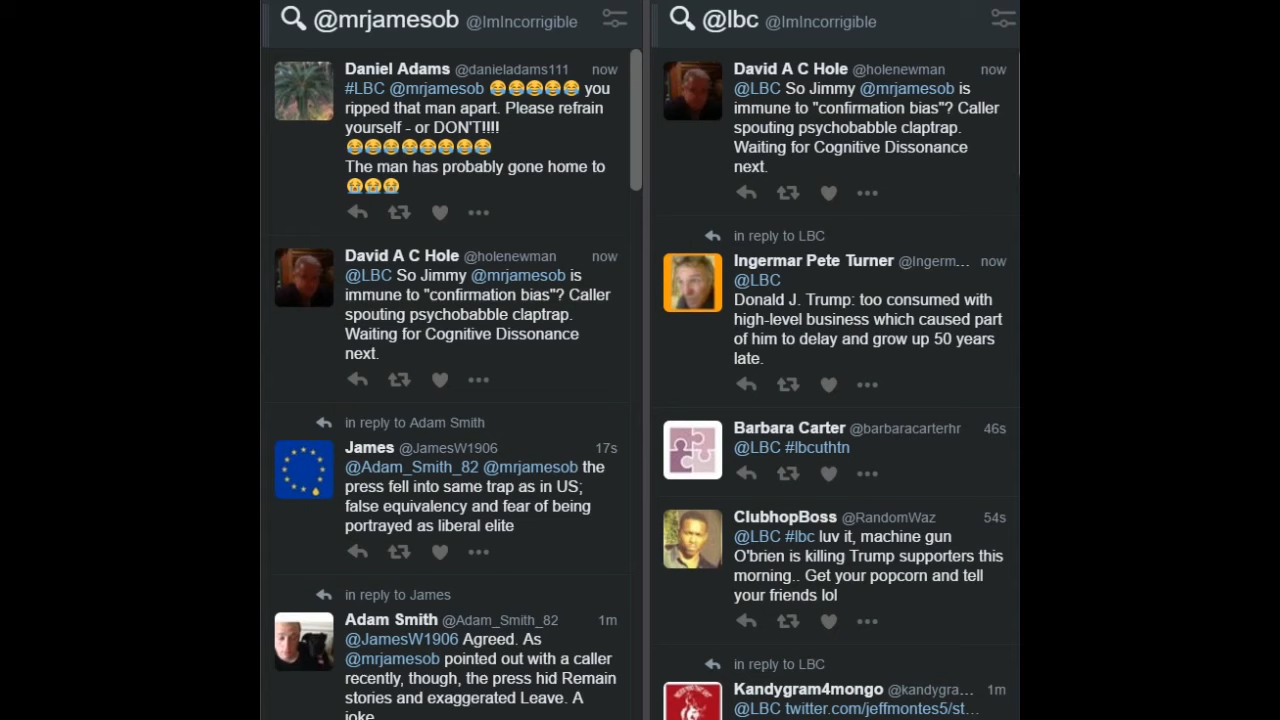 @mrjamesob @ImIncorrigible
Daniel Adams @danieladams111 now
#LBC @mrjamesob 😂😂😂😂😂 you
ripped that man apart. Please refrain
yourself - or DON'T!!!!
😂😂😂😂😂😂😂😂
The man has probably gone home to
😭😭😭
David A C Hole @holenewman now
@LBC So Jimmy @mrjamesob is
immune to "confirmation bias"? Caller
spouting psychobabble claptrap.
Waiting for Cognitive Dissonance
next.
in reply to Adam Smith
James @JamesW1906 17s
@Adam_Smith_82 @mrjamesob the
press fell into same trap as in US;
false equivalency and fear of being
portrayed as liberal elite
in reply to James
Adam Smith @Adam_Smith_82 1m
@JamesW1906 Agreed. As
@mrjamesob pointed out with a caller
recently, though, the press hid Remain
stories and exaggerated Leave. A
joke
@lbc @ImIncorrigible
David A C Hole @holenewman now
@LBC So Jimmy @mrjamesob is
immune to "confirmation bias"? Caller
spouting psychobabble claptrap.
Waiting for Cognitive Dissonance
next.
in reply to LBC
Ingermar Pete Turner @Ingerm... now
@LBC
Donald J. Trump: too consumed with
high-level business which caused part
of him to delay and grow up 50 years
late.
Barbara Carter @barbaracarterhr 46s
@LBC #lbcuthtn
ClubhopBoss @RandomWaz 54s
@LBC #lbc luv it, machine gun
O'brien is killing Trump supporters this
morning.. Get your popcorn and tell
your friends lol
in reply to LBC
Kandygram4mongo @kandygra... 1m
@LBC twitter.com/jeffmontes5/st...